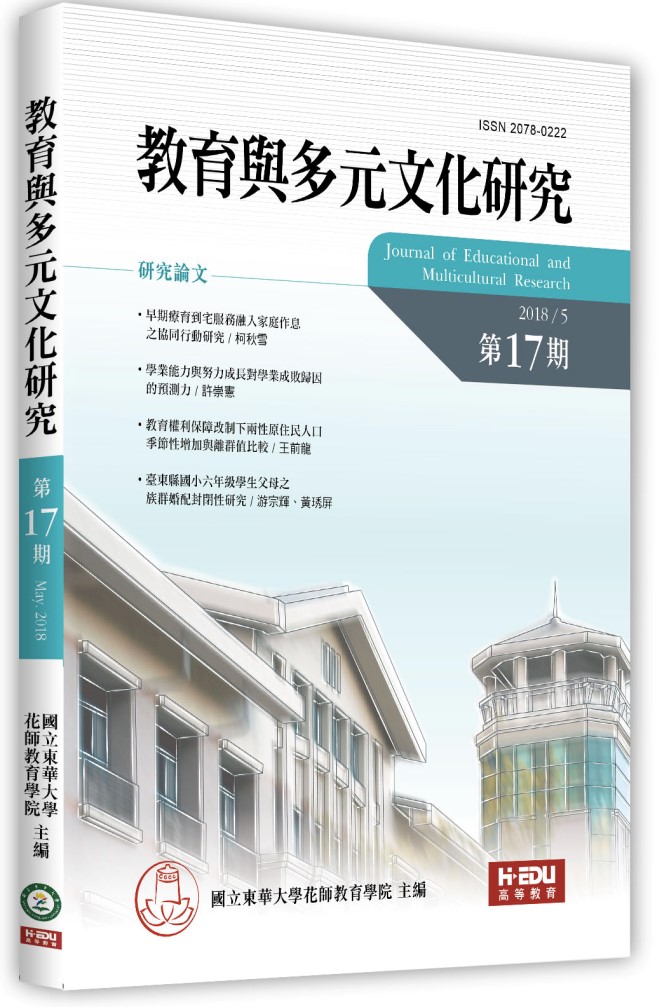 ISSN 2078-0222
教育與多元文化研究
Journal of Educational and
Multicultural Research
2018 / 5
第17期
研究論文
・早期療育到宅服務融入家庭作息
之協同行動研究 / 柯秋雪
・學業能力與努力成長對學業成敗歸因
的預測力 / 許崇憲
・教育權利保障改制下兩性原住民人口
季節性增加與離群值比較 / 王前龍
・臺東縣國小六年級學生父母之
族群婚配封閉性研究 / 游宗輝、黃琇屏
國立東華大學花師教育學院 主編
H·EDU
高等教育
教育與多元文化研究
第
17
期
May. 2018
國立東華大學
花師教育學院
主編
H·EDU
高等教育